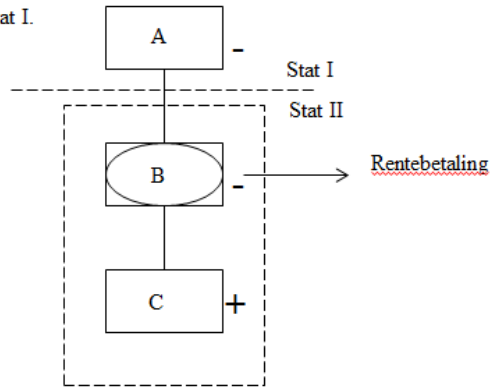 at I.
A
-
Stat I
Stat II
B
-
Rentebetaling
C
+